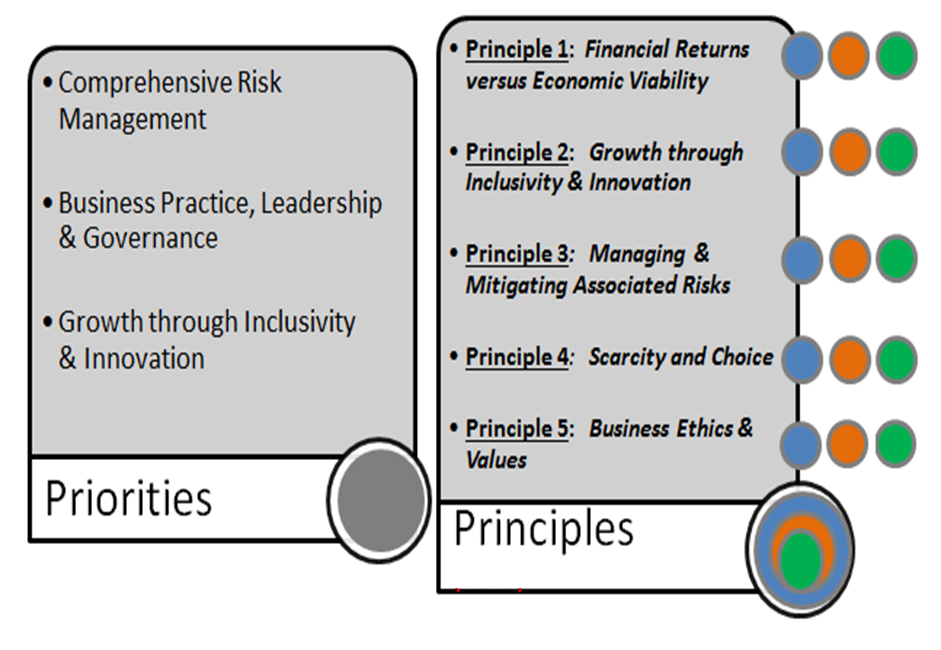 • Comprehensive Risk
Management
• Business Practice, Leadership
& Governance
• Growth through Inclusivity
& Innovation
Priorities
• Principle 1: Financial Returns
versus Economic Viability
• Principle 2: Growth through
Inclusivity & Innovation
• Principle 3: Managing &
Mitigating Associated Risks
• Principle 4: Scarcity and Choice
• Principle 5: Business Ethics &
Values
Principles